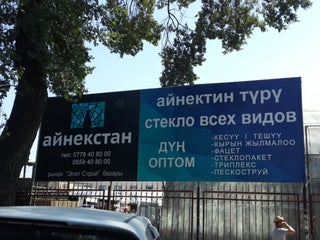 айнекстан
тел: 0779 40 80 00
0559 40 80 00
рынок "Элит Строй" базары
айнектин түрү
стекло всех видов
дүң
оптом
-кесүү I тешүү
-кырын жылмалоо
-фацет
-стеклопакет
-триплекс
-пескоструй